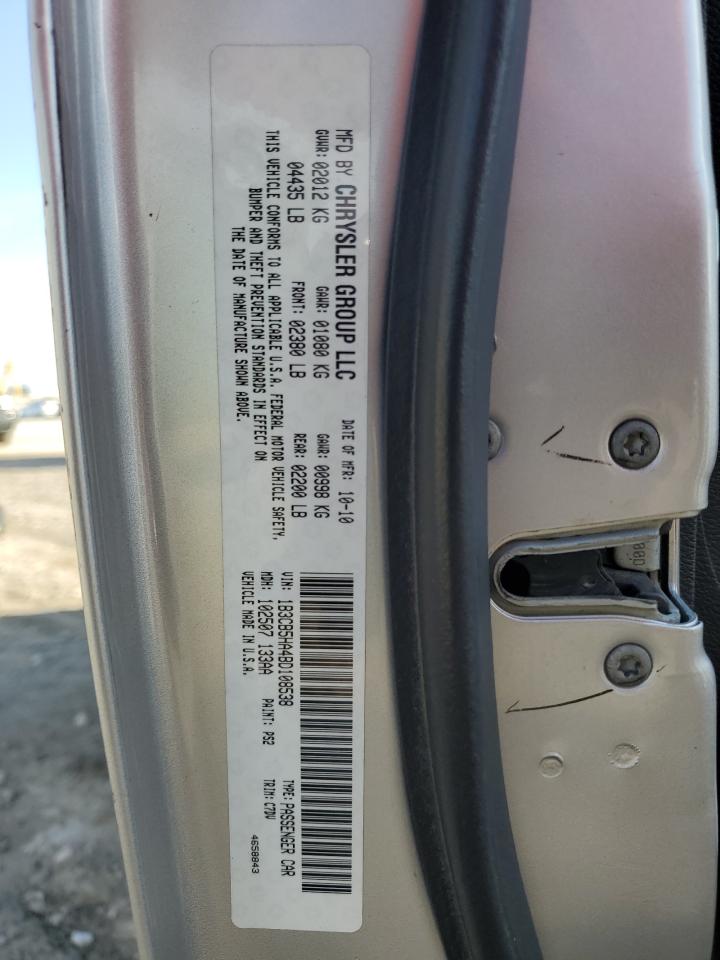 MFD BY CHRYSLER GROUP LLC DATE OF MFR: 10-10
GVWR: 02012 KG GAWR: 01080 KG GAWR: 00998 KG
04435 LB FRONT: 02380 LB REAR: 02200 LB
THIS VEHICLE CONFORMS TO ALL APPLICABLE U.S.A. FEDERAL MOTOR VEHICLE SAFETY,
BUMPER AND THEFT PREVENTION STANDARDS IN EFFECT ON
THE DATE OF MANUFACTURE SHOWN ABOVE.
VIN: 1B3CB5HA4BD108538 TYPE: PASSENGER CAR
MDH: 102507 133AA PAINT: PS2 TRIM: C7DV
VEHICLE MADE IN U.S.A.
4658843